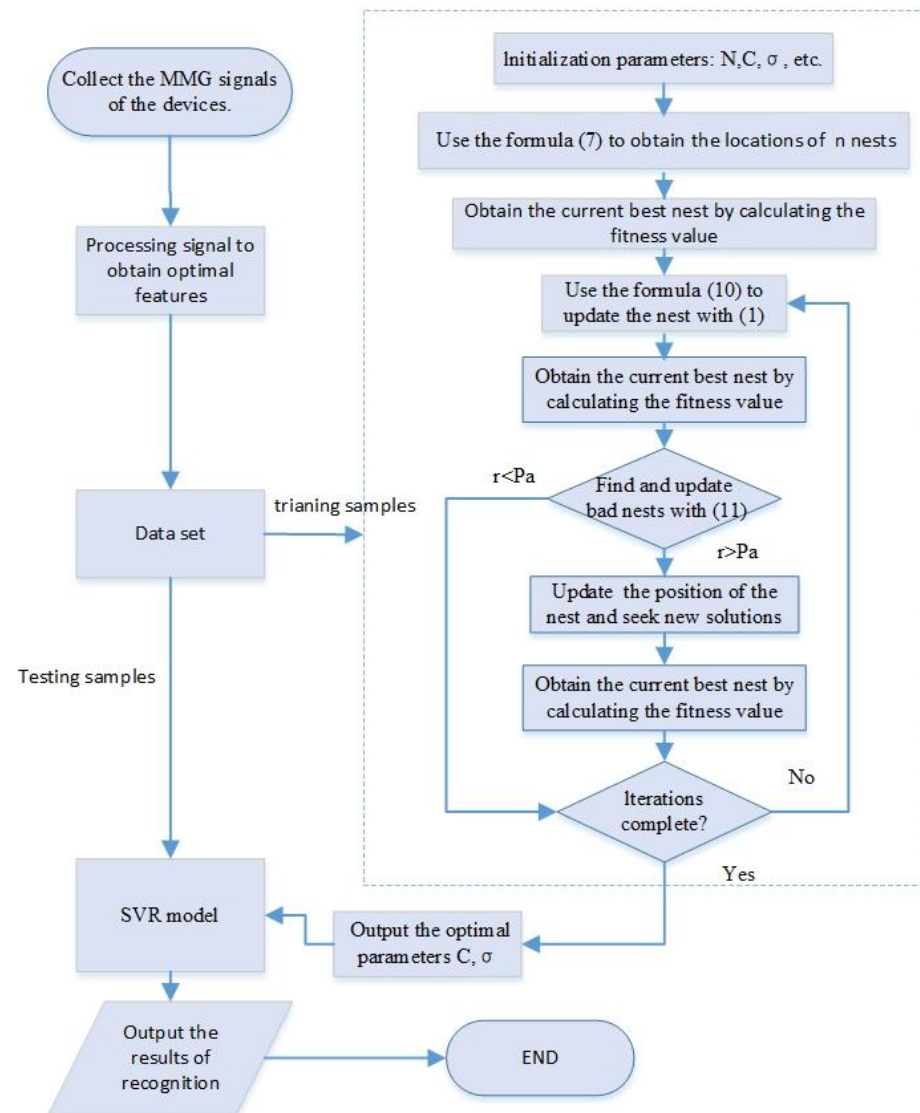 Collect the MMG signals
of the devices.
Processing signal to
obtain optimal
features
Data set
trianing samples
Testing samples
SVR model
Output the
results of
recognition
END
Initialization parameters: N,C, σ , etc.
Use the formula (7) to obtain the locations of n nests
Obtain the current best nest by calculating the
fitness value
Use the formula (10) to
update the nest with (1)
Obtain the current best nest by
calculating the fitness value
r<Pa
Find and update
bad nests with (11)
r>Pa
Update the position of the
nest and seek new solutions
Obtain the current best nest by
calculating the fitness value
Iterations
complete?
No
Yes
Output the optimal
parameters C, σ